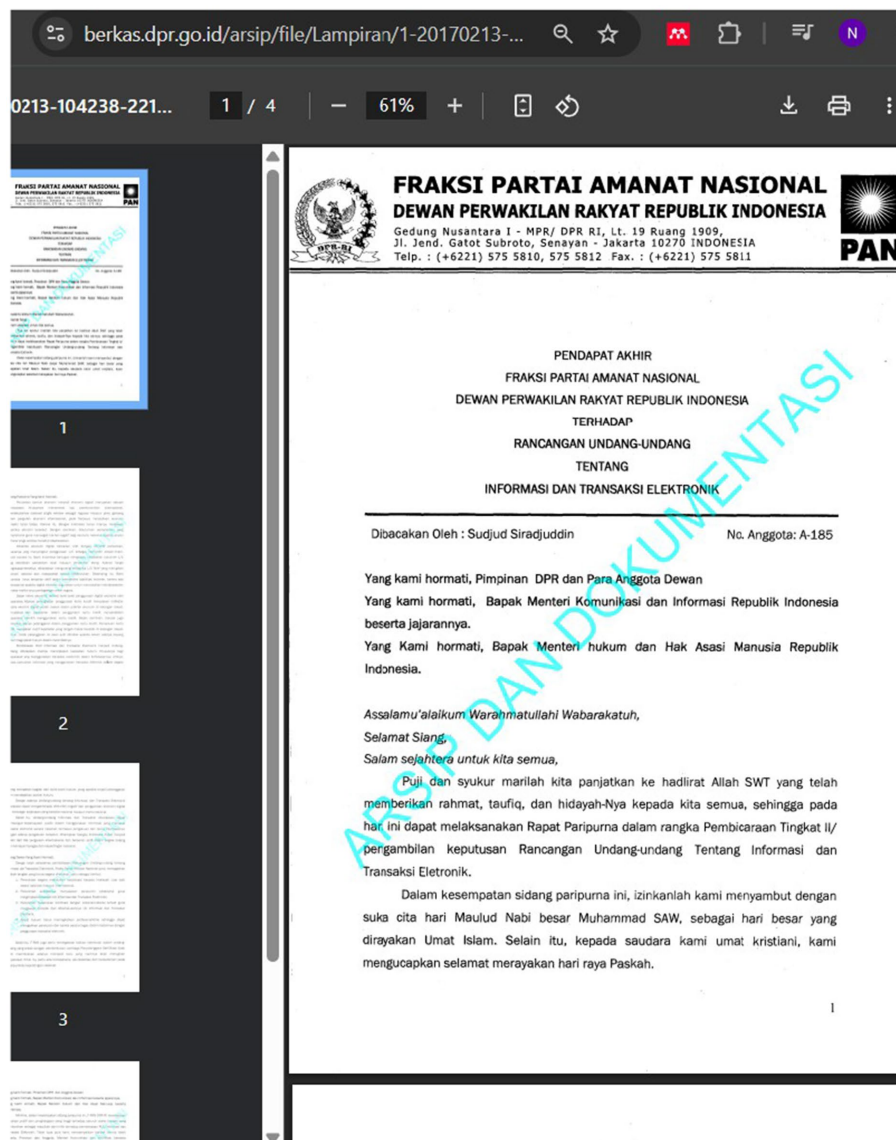 berkas.dpr.go.id/arsip/file/Lampiran/1-20170213-...
N
0213-104238-221...
1 / 4
61%
FRAKSI PARTAI AMANAT NASIONAL
DEWAN PERWAKILAN RAKYAT REPUBLIK INDONESIA
Gedung Nusantara I - MPR/ DPR RI, Lt. 19 Ruang 1909,
Jl. Jend. Gatot Subroto, Senayan - Jakarta 10270 INDONESIA
Telp. : (+6221) 575 5810, 575 5812 Fax. : (+6221) 575 5811
DPR-RI
PAN
PENDAPAT AKHIR
FRAKSI PARTAI AMANAT NASIONAL
DEWAN PERWAKILAN RAKYAT REPUBLIK INDONESIA
TERHADAP
RANCANGAN UNDANG-UNDANG
TENTANG
INFORMASI DAN TRANSAKSI ELEKTRONIK
Dibacakan Oleh : Sudjud Siradjuddin No. Anggota: A-185
Yang kami hormati, Pimpinan DPR dan Para Anggota Dewan
Yang kami hormati, Bapak Menteri Komunikasi dan Informasi Republik Indonesia
beserta jajarannya.
Yang Kami hormati, Bapak Menteri hukum dan Hak Asasi Manusia Republik
Indonesia.
Assalamu'alaikum Warahmatullahi Wabarakatuh,
Selamat Siang,
Salam sejahtera untuk kita semua,
Puji dan syukur marilah kita panjatkan ke hadlirat Allah SWT yang telah
memberikan rahmat, taufiq, dan hidayah-Nya kepada kita semua, sehingga pada
hari ini dapat melaksanakan Rapat Paripurna dalam rangka Pembicaraan Tingkat II/
pengambilan keputusan Rancangan Undang-undang Tentang Informasi dan
Transaksi Eletronik.
Dalam kesempatan sidang paripurna ini, izinkanlah kami menyambut dengan
suka cita hari Maulud Nabi besar Muhammad SAW, sebagai hari besar yang
dirayakan Umat Islam. Selain itu, kepada saudara kami umat kristiani, kami
mengucapkan selamat merayakan hari raya Paskah.
1
ARSIP DAN DOKUMENTASI
1
2
3